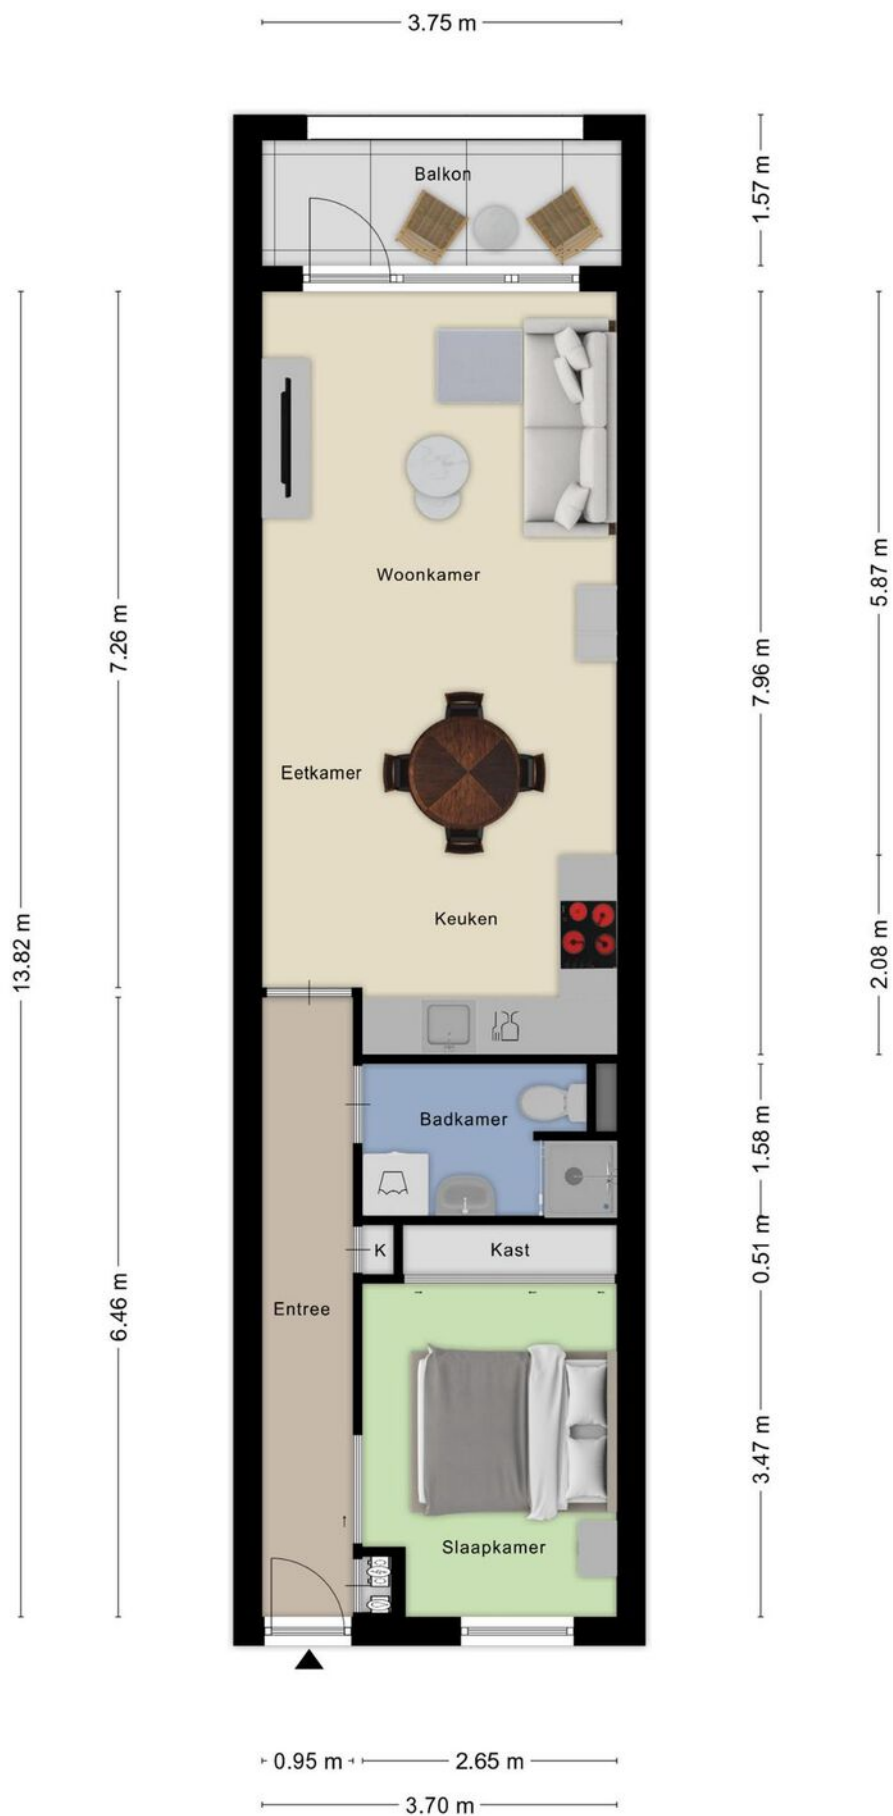 3.75 m
Balkon
1.57 m
Woonkamer
5.87 m
7.26 m
7.96 m
Eetkamer
Keuken
13.82 m
2.08 m
Badkamer
1.58 m
0.51 m
K
Kast
Entree
6.46 m
3.47 m
Slaapkamer
0.95 m
2.65 m
3.70 m